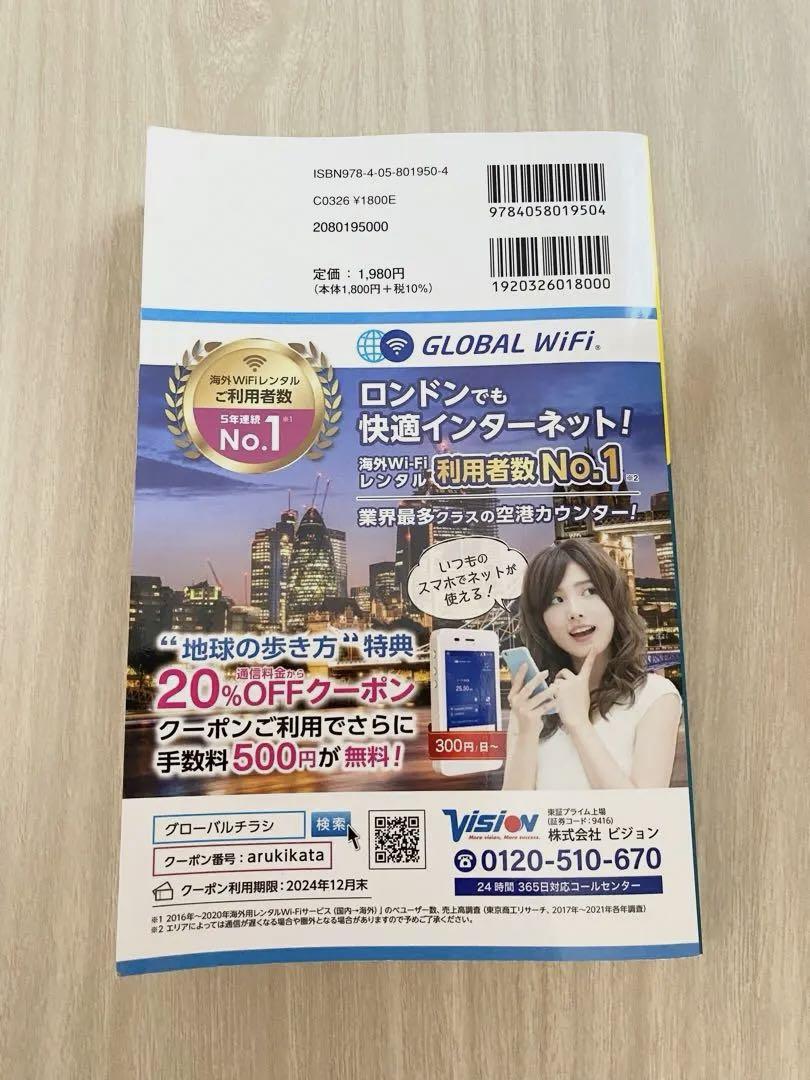 ISBN978-4-05-801950-4
C0326 ¥1800E
2080195000
定価：1,980円
(本体1,800円＋税10%)
9784058019504
1920326018000
GLOBAL WiFi®
海外WiFiレンタル
ご利用者数
5年連続
No.1※1
ロンドンでも
快適インターネット!
海外Wi-Fi
レンタル 利用者数 No.1 ※2
業界最多クラスの空港カウンター!
いつもの
スマホでネットが
使える!
25.50
300円/日～
“地球の歩き方”特典
通信料金から
20%OFFクーポン
クーポンご利用でさらに
手数料500円が無料!
グローバルチラシ 検索
クーポン番号：arukikata
クーポン利用期限：2024年12月末
VISION
More vision, More success.
東証プライム上場
(証券コード：9416)
株式会社 ビジョン
0120-510-670
24時間 365日対応コールセンター
※1 2016年～2020年海外用レンタルWi-Fiサービス(国内→海外)」のべユーザー数、売上高調査(東京商工リサーチ、2017年～2021年各年調査)
※2 エリアによっては通信が遅くなる場合や圏外となる場合がありますので予めご了承ください。